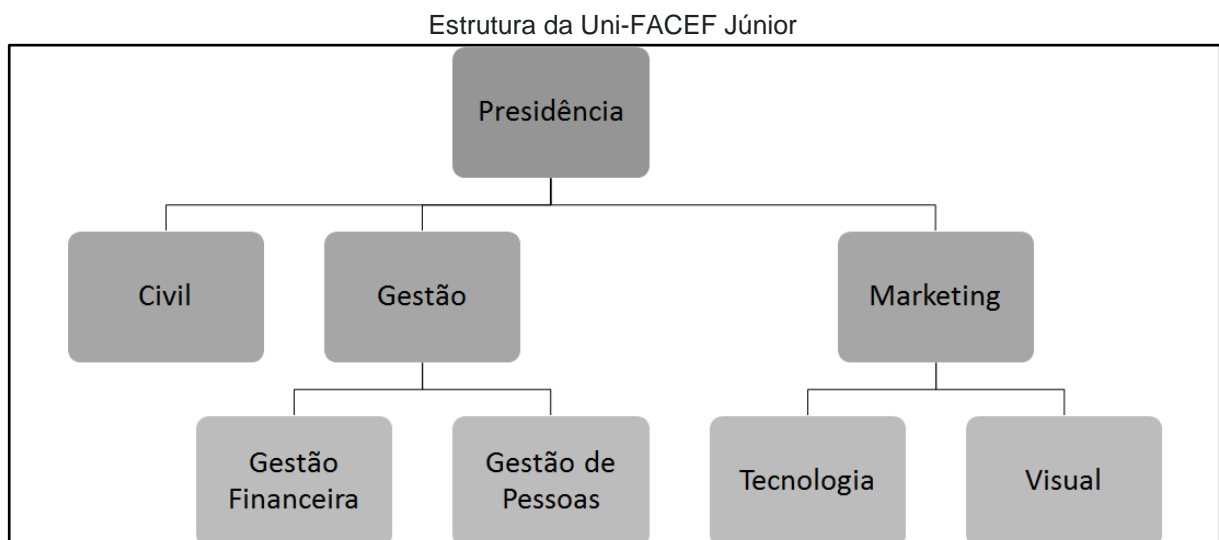 Estrutura da Uni-FACEF Júnior
Presidência
Civil
Gestão
Marketing
Gestão
Financeira
Gestão de
Pessoas
Tecnologia
Visual